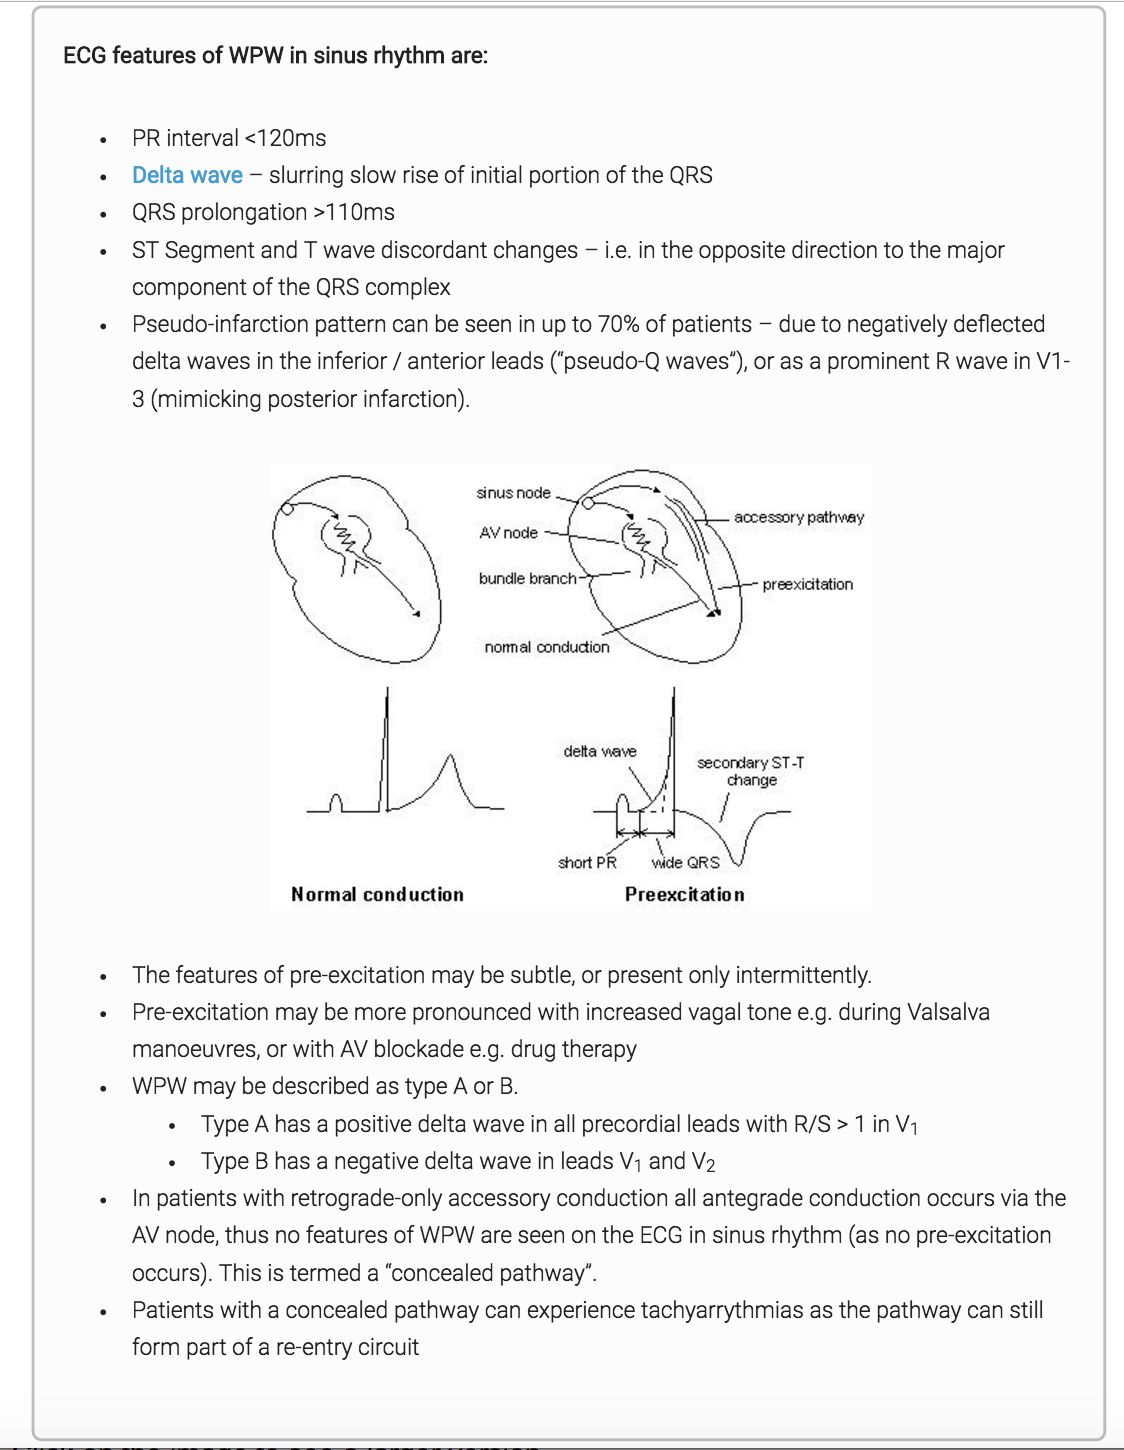 ECG features of WPW in sinus rhythm are:
• PR interval <120ms
• Delta wave – slurring slow rise of initial portion of the QRS
• QRS prolongation >110ms
• ST Segment and T wave discordant changes – i.e. in the opposite direction to the major
component of the QRS complex
• Pseudo-infarction pattern can be seen in up to 70% of patients – due to negatively deflected
delta waves in the inferior / anterior leads (“pseudo-Q waves”), or as a prominent R wave in V1-
3 (mimicking posterior infarction).
sinus node
accessory pathway
AV node
bundle branch
preexicitation
normal conduction
delta wave
secondary ST-T
change
short PR
wide QRS
Normal conduction
Preexcitation
• The features of pre-excitation may be subtle, or present only intermittently.
• Pre-excitation may be more pronounced with increased vagal tone e.g. during Valsalva
manoeuvres, or with AV blockade e.g. drug therapy
• WPW may be described as type A or B.
• Type A has a positive delta wave in all precordial leads with R/S > 1 in V1
• Type B has a negative delta wave in leads V1 and V2
• In patients with retrograde-only accessory conduction all antegrade conduction occurs via the
AV node, thus no features of WPW are seen on the ECG in sinus rhythm (as no pre-excitation
occurs). This is termed a “concealed pathway”.
• Patients with a concealed pathway can experience tachyarrythmias as the pathway can still
form part of a re-entry circuit